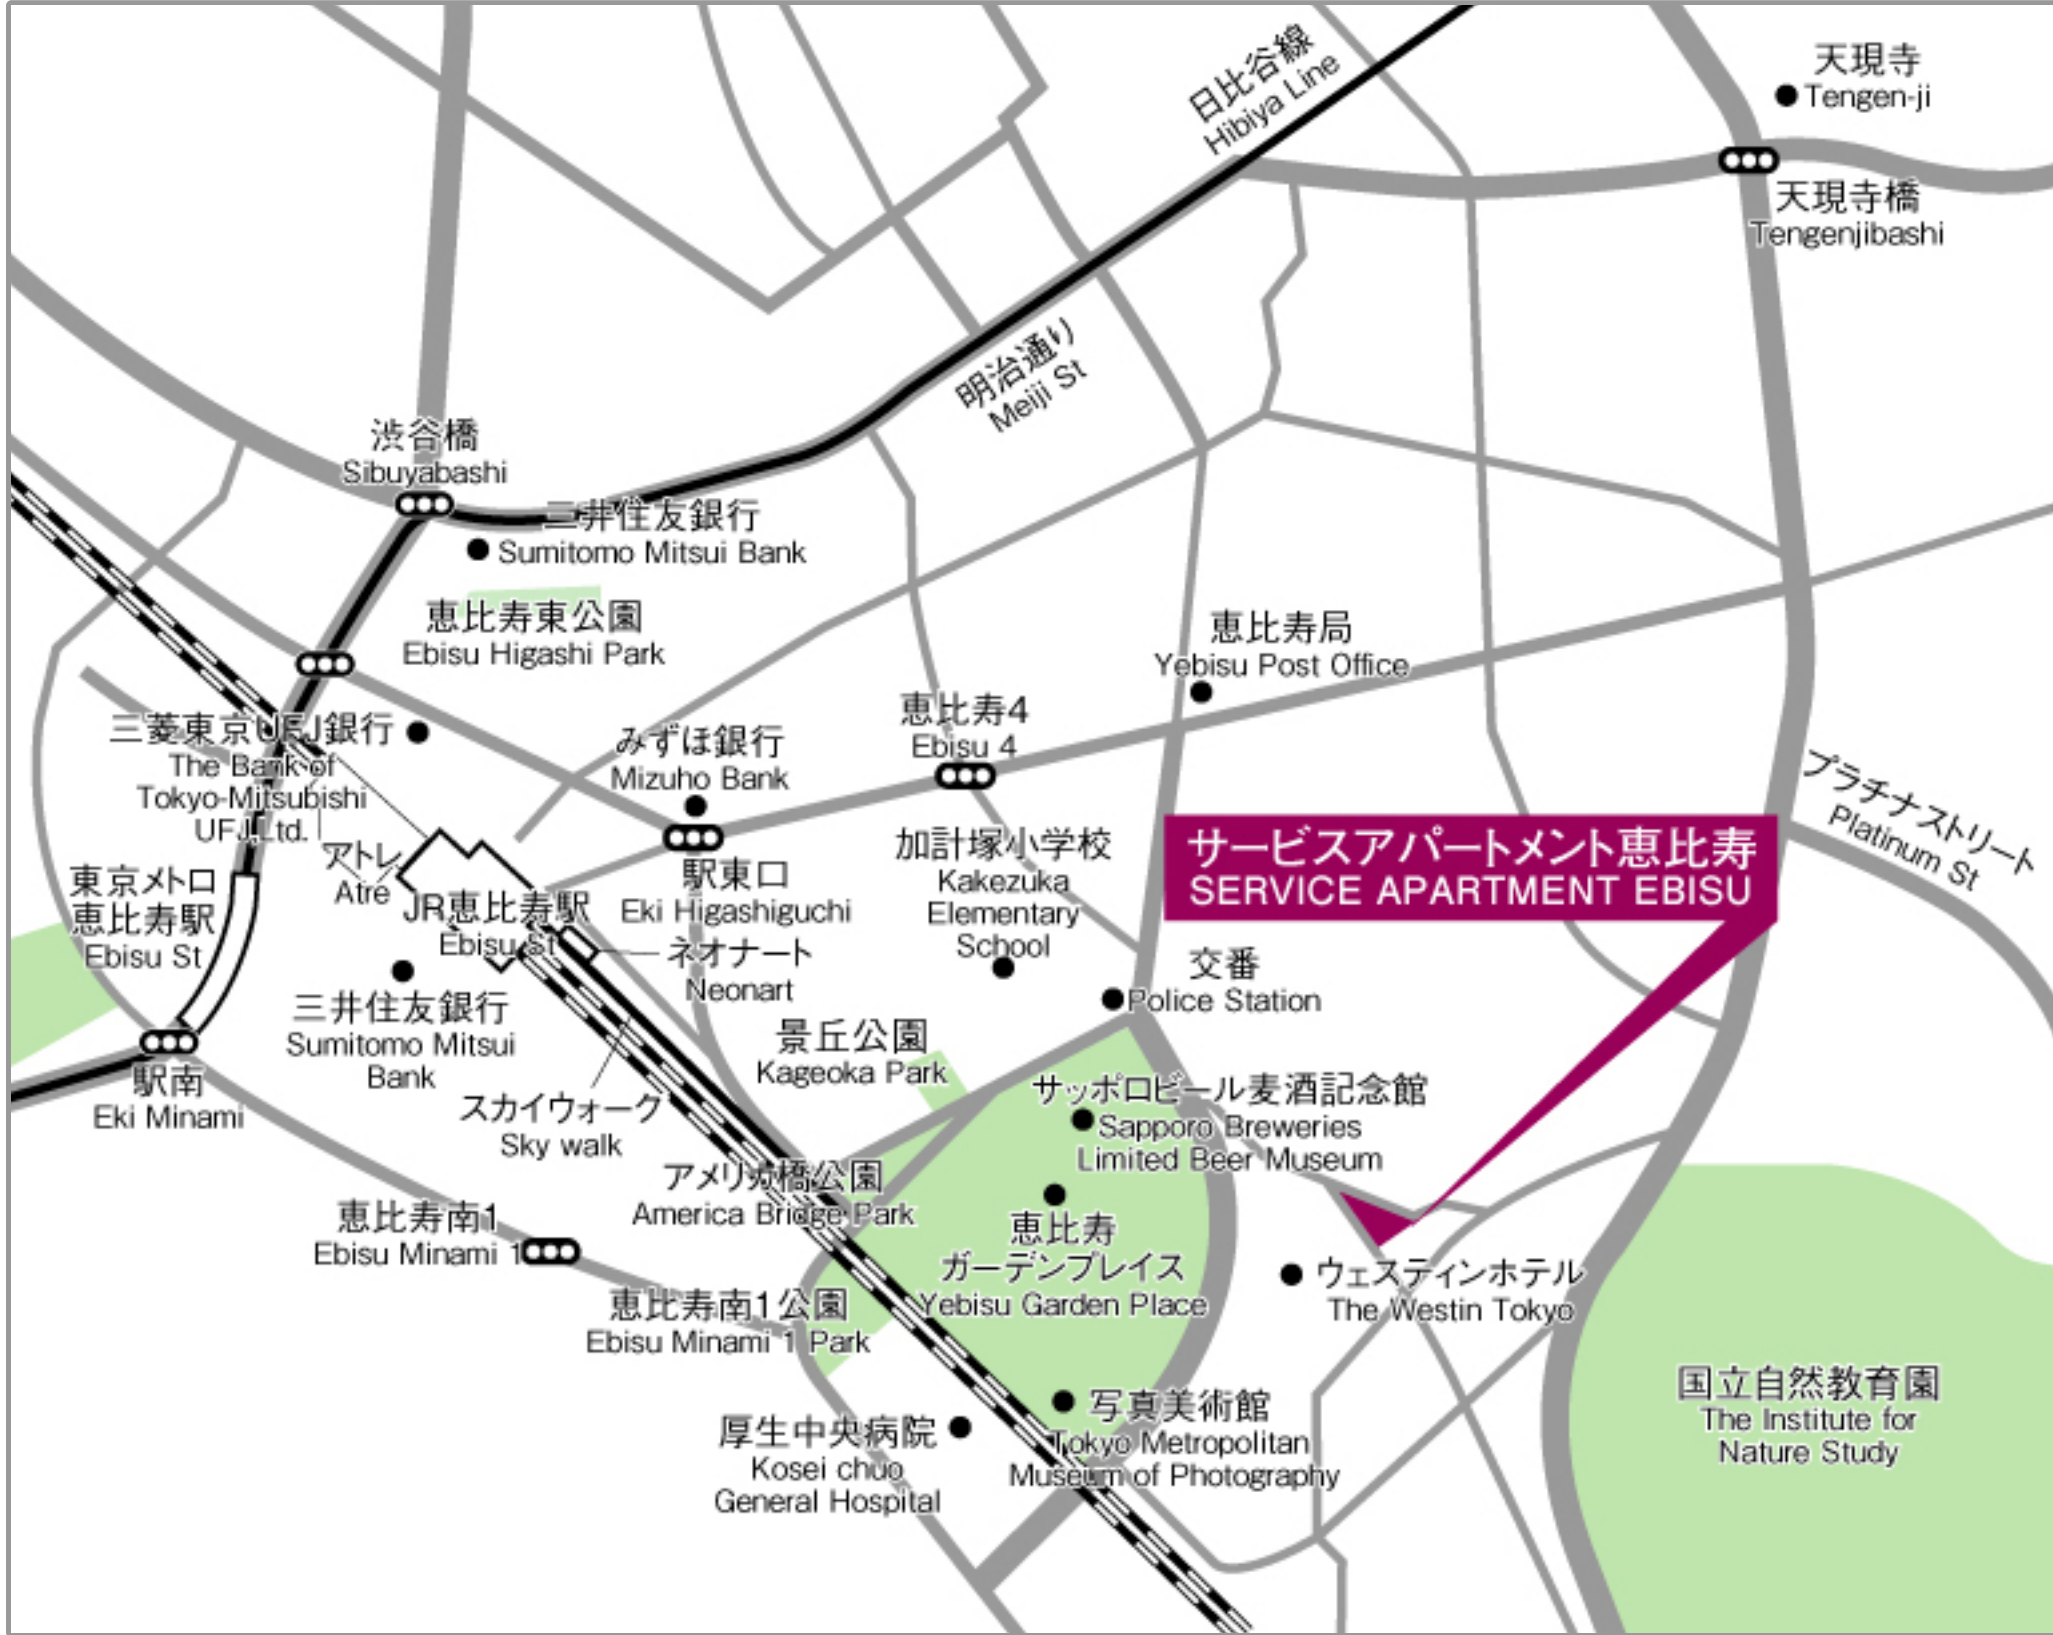 天現寺
Tengen-ji
日比谷線
Hibiya Line
天現寺橋
Tengenjibashi
明治通り
Meiji St
渋谷橋
Sibuyabashi
三井住友銀行
Sumitomo Mitsui Bank
恵比寿東公園
Ebisu Higashi Park
恵比寿局
Yebisu Post Office
三菱東京UFJ銀行
The Bank of
Tokyo-Mitsubishi
UFJ,Ltd.
みずほ銀行
Mizuho Bank
恵比寿4
Ebisu 4
プラチナストリート
Platinum St
サービスアパートメント恵比寿
SERVICE APARTMENT EBISU
アトレ
Atre
加計塚小学校
Kakezuka
Elementary
School
東京メトロ
恵比寿駅
Ebisu St
JR恵比寿駅
Ebisu St
駅東口
Eki Higashiguchi
ネオナート
Neonart
交番
Police Station
三井住友銀行
Sumitomo Mitsui
Bank
景丘公園
Kageoka Park
駅南
Eki Minami
スカイウォーク
Sky walk
サッポロビール麦酒記念館
Sapporo Breweries
Limited Beer Museum
アメリカ橋公園
America Bridge Park
恵比寿南1
Ebisu Minami 1
恵比寿
ガーデンプレイス
Yebisu Garden Place
ウェスティンホテル
The Westin Tokyo
恵比寿南1公園
Ebisu Minami 1 Park
国立自然教育園
The Institute for
Nature Study
写真美術館
Tokyo Metropolitan
Museum of Photography
厚生中央病院
Kosei chuo
General Hospital